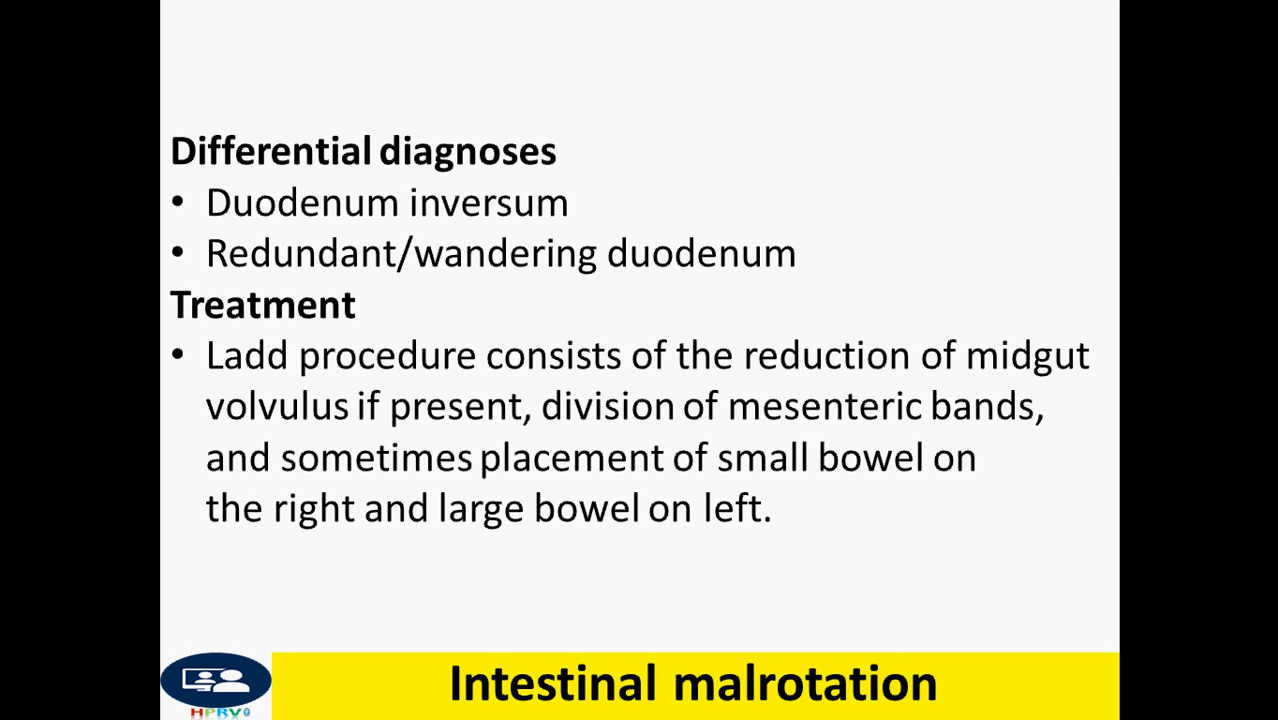 Differential diagnoses
• Duodenum inversum
• Redundant/wandering duodenum
Treatment
• Ladd procedure consists of the reduction of midgut
volvulus if present, division of mesenteric bands,
and sometimes placement of small bowel on
the right and large bowel on left.
Intestinal malrotation